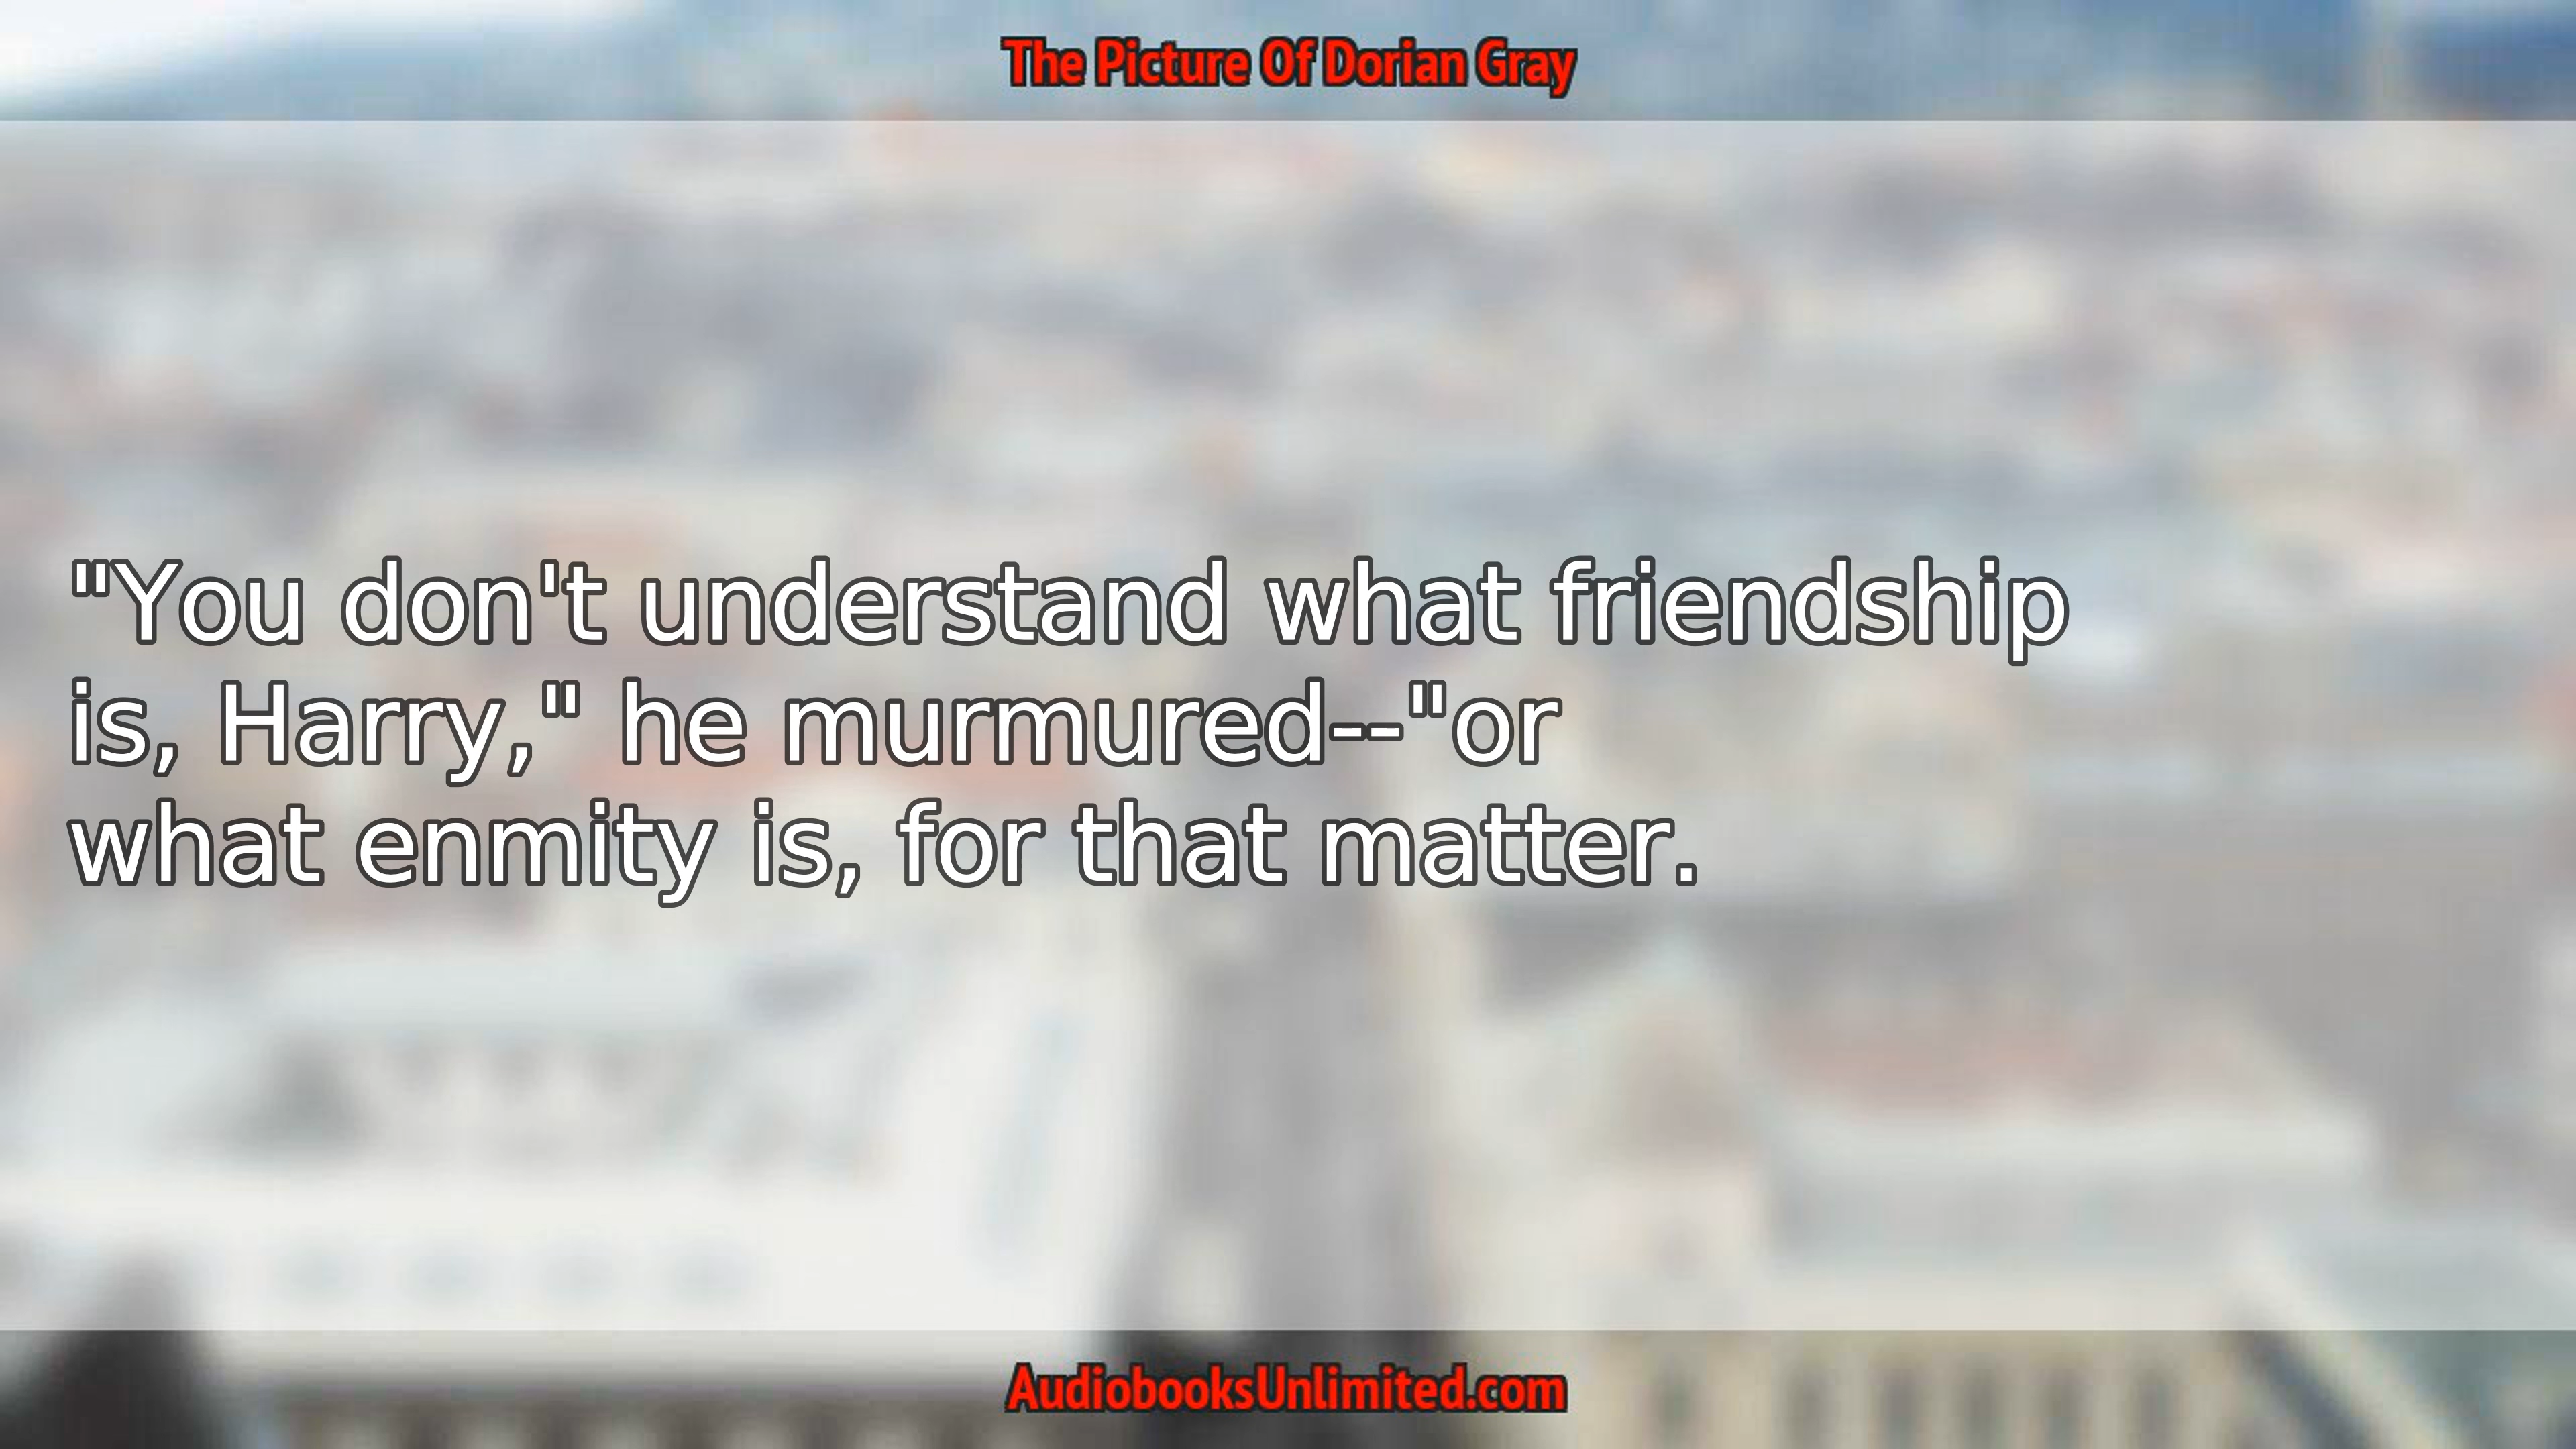 The Picture Of Dorian Gray
"You don't understand what friendship
is, Harry," he murmured--"or
what enmity is, for that matter.
AudiobooksUnlimited.com